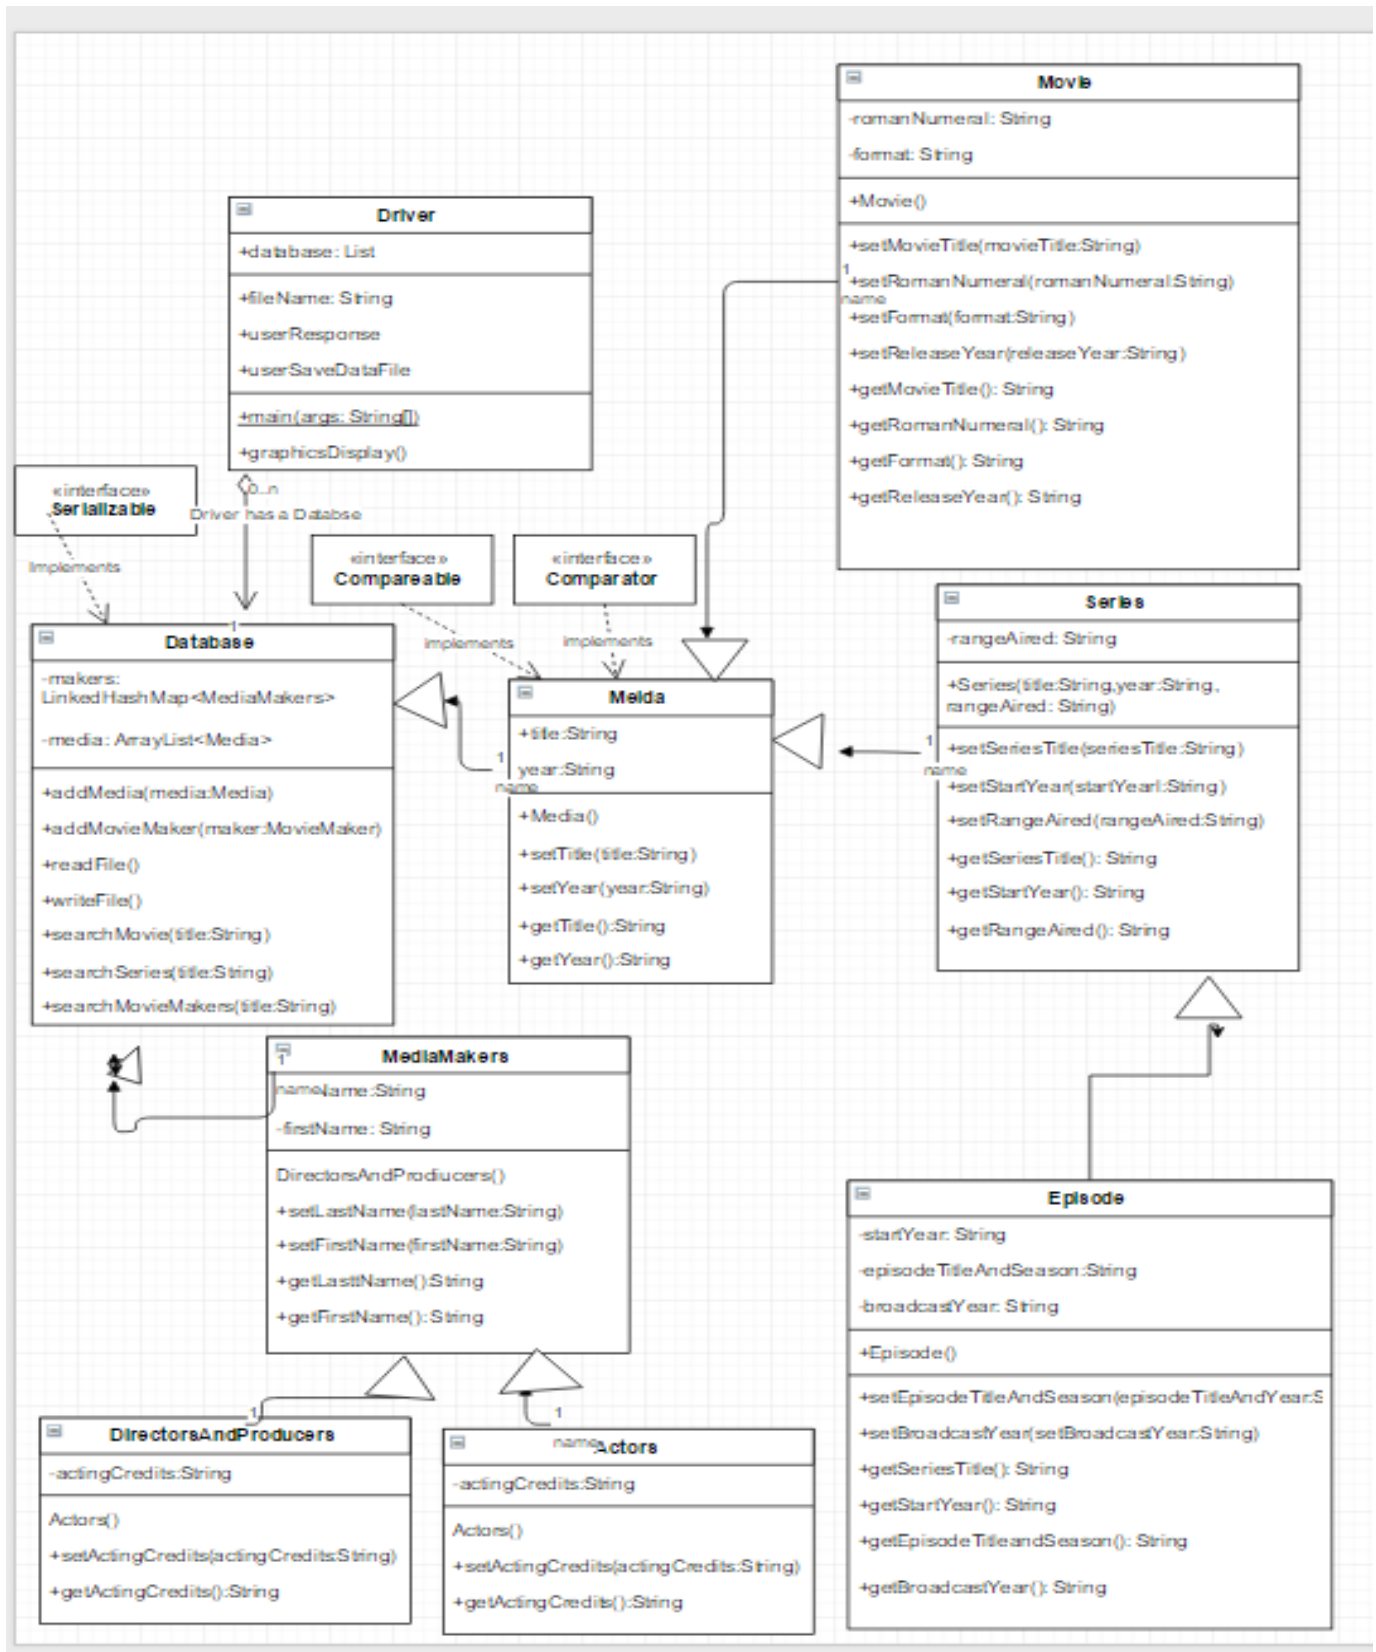 Movie
-romanNumeral: String
-format: String
+Movie()
+setMovieTitle(movieTitle:String)
1
+setRomanNumeral(romanNumeral:String)
name
+setFormat(format:String)
+setReleaseYear(releaseYear:String)
+getMovieTitle(): String
+getRomanNumeral(): String
+getFormat(): String
+getReleaseYear(): String
Driver
+database: List
+fileName: String
+userResponse
+userSaveDataFile
+main(args: String[])
+graphicsDisplay()
0..n
Driver has a Databse
1
«interface»
Serializable
Implements
«interface»
Compareable
implements
«interface»
Comparator
implements
Database
-makers:
LinkedHashMap<MediaMakers>
-media: ArrayList<Media>
+addMedia(media:Media)
+addMovieMaker(maker:MovieMaker)
+readFile()
+writeFile()
+searchMovie(title:String)
+searchSeries(title:String)
+searchMovieMakers(title:String)
Meida
+title:String
year:String
1
name
+Media()
+setTitle(title:String)
+setYear(year:String)
+getTitle():String
+getYear():String
Series
-rangeAired: String
+Series(title:String,year:String,
rangeAired: String)
1
+setSeriesTitle(seriesTitle:String)
name
+setStartYear(startYearl:String)
+setRangeAired(rangeAired:String)
+getSeriesTitle(): String
+getStartYear(): String
+getRangeAired(): String
MediaMakers
1
name
Name:String
-firstName: String
DirectorsAndProdiucers()
+setLastName(lastName:String)
+setFirstName(firstName:String)
+getLasttName():String
+getFirstName(): String
Episode
-startYear: String
-episodeTitleAndSeason:String
-broadcastYear: String
+Episode()
+setEpisodeTitleAndSeason(episodeTitleAndYear:S
+setBroadcastYear(setBroadcastYear:String)
+getSeriesTitle(): String
+getStartYear(): String
+getEpisodeTitleandSeason(): String
+getBroadcastYear(): String
1
DirectorsAndProducers
-actingCredits:String
Actors()
+setActingCredits(actingCredits:String)
+getActingCredits():String
1
name
Actors
-actingCredits:String
Actors()
+setActingCredits(actingCredits:String)
+getActingCredits():String